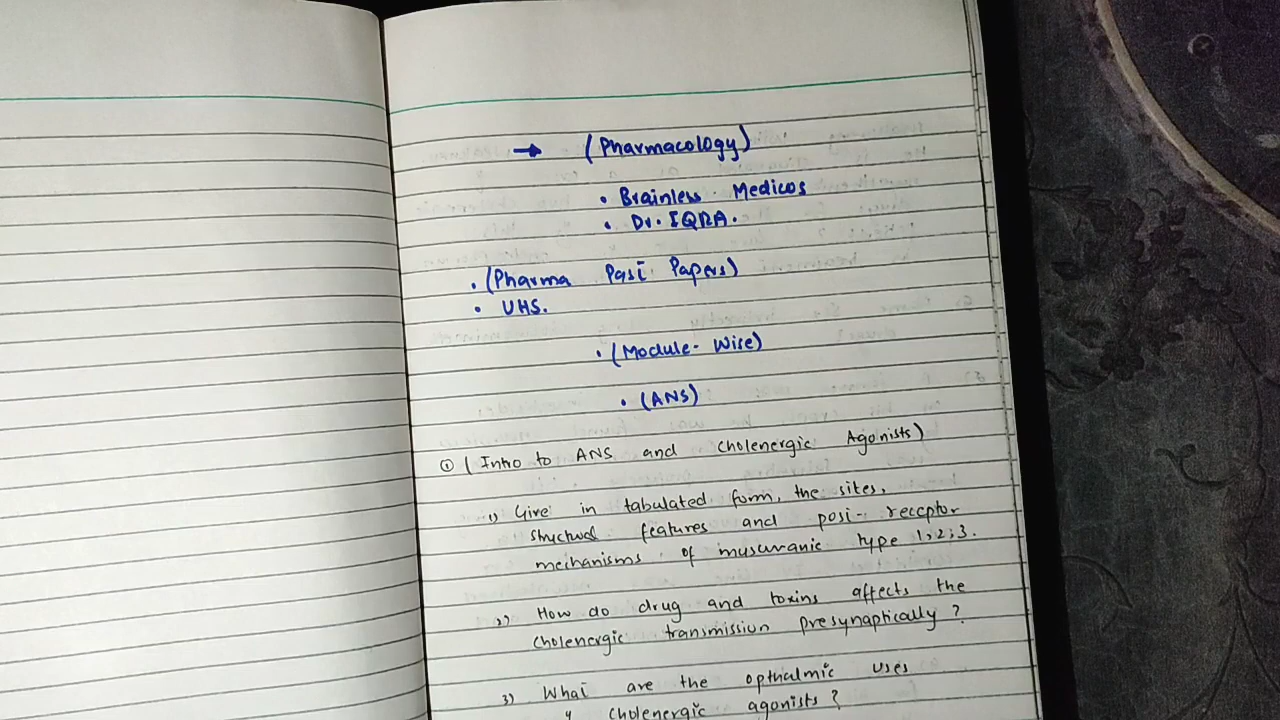 → (Pharmacology)
• Brainless Medicos
• Dr. IQRA.
• (Pharma Past Papers)
• UHS.
• (Module-Wise)
• (ANS)
① (Intro to ANS and Cholenergic Agonists)
1) Give in tabulated form, the sites,
structual features and post-receptor
mechanisms of muscuranic type 1,2,3.
2) How do drug and toxins affects the
cholenergic transmission presynaptically?
3) What are the opthalmic uses
cholenergic agonists?